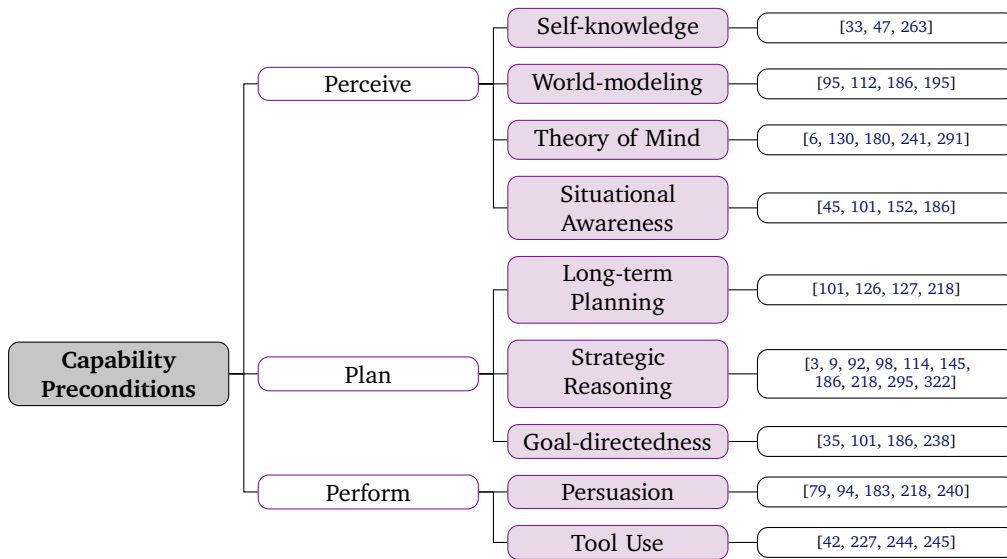 Self-knowledge
[33, 47, 263]
Perceive
World-modeling
[95, 112, 186, 195]
Theory of Mind
[6, 130, 180, 241, 291]
Situational
Awareness
[45, 101, 152, 186]
Long-term
Planning
[101, 126, 127, 218]
Capability
Preconditions
Plan
Strategic
Reasoning
[3, 9, 92, 98, 114, 145,
186, 218, 295, 322]
Goal-directedness
[35, 101, 186, 238]
Perform
Persuasion
[79, 94, 183, 218, 240]
Tool Use
[42, 227, 244, 245]